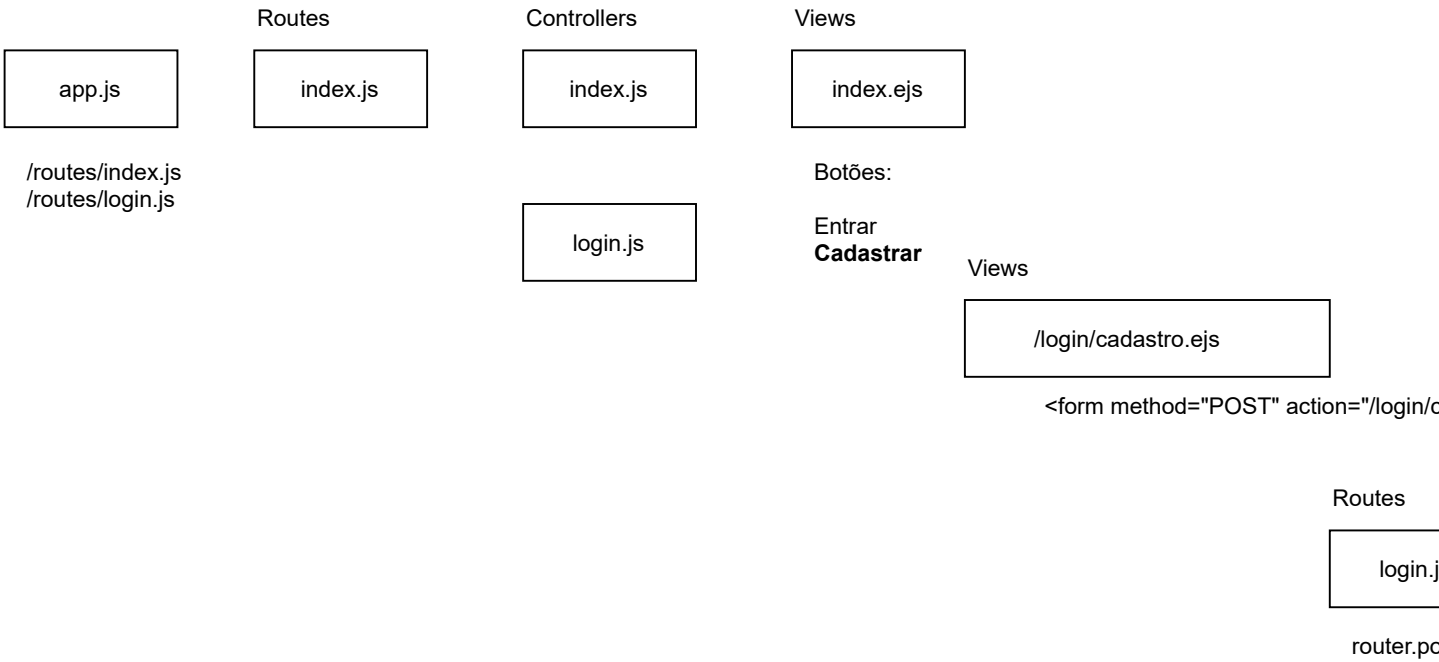 Routes
Controllers
Views
app.js
index.js
index.js
index.ejs
/routes/index.js
/routes/login.js
Botões:
login.js
Entrar
Cadastrar
Views
/login/cadastro.ejs
<form method="POST" action="/login/c
Routes
login.j
router.po